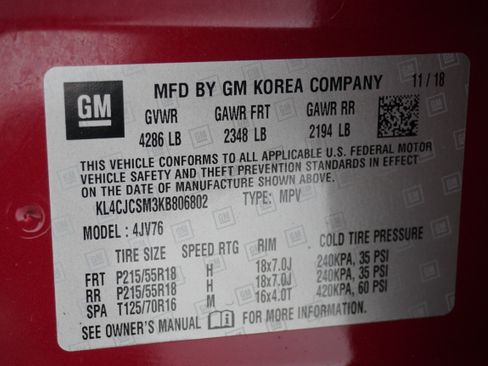 GM
MFD BY GM KOREA COMPANY 11/18
GVWR GAWR FRT GAWR RR
4286 LB 2348 LB 2194 LB
THIS VEHICLE CONFORMS TO ALL APPLICABLE U.S. FEDERAL MOTOR
VEHICLE SAFETY AND THEFT PREVENTION STANDARDS IN EFFECT
ON THE DATE OF MANUFACTURE SHOWN ABOVE.
KL4CJCSM3KB806802 TYPE: MPV
MODEL: 4JV76
TIRE SIZE SPEED RTG RIM COLD TIRE PRESSURE
FRT P215/55R18 H 18x7.0J 240KPA, 35 PSI
RR P215/55R18 H 18x7.0J 240KPA, 35 PSI
SPA T125/70R16 M 16x4.0T 420KPA, 60 PSI
SEE OWNER'S MANUAL FOR MORE INFORMATION.